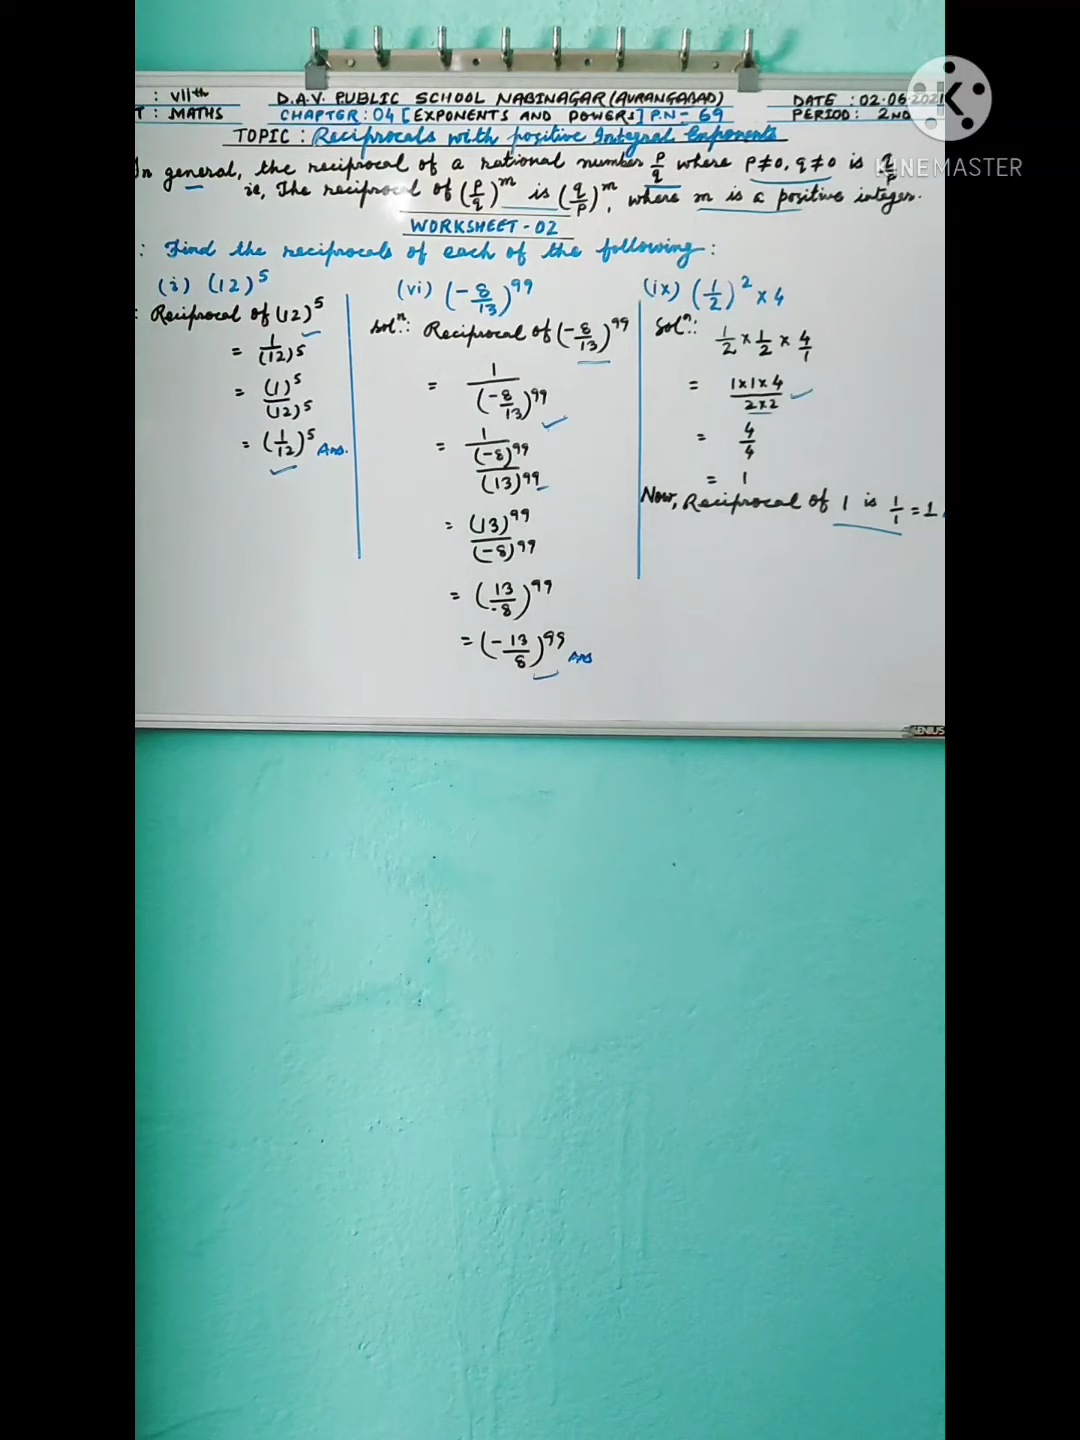 : VIIth D.A.V. PUBLIC SCHOOL NABINAGAR (AURANGABAD) DATE : 02.06.2021
T : MATHS CHAPTER : 04 [EXPONENTS AND POWERS] P.N - 69 PERIOD : 2ND
TOPIC : Reciprocals with positive Integral Exponents
KINEMASTER
In general, the reciprocal of a rational number p/q where p≠0, q≠0 is q/p
ie, The reciprocal of (p/q)^m is (q/p)^m, where m is a positive integer.
WORKSHEET - 02
: Find the reciprocals of each of the following :
(i) (12)^5
: Reciprocal of (12)^5
= 1/(12)^5
= (1)^5/(12)^5
= (1/12)^5 Ans.
(vi) (-8/13)^99
Solⁿ.: Reciprocal of (-8/13)^99
= 1/(-8/13)^99
= 1/((-8)^99/(13)^99)
= (13)^99/(-8)^99
= (13/-8)^99
= (-13/8)^99 Ans
(ix) (1/2)^2 × 4
Solⁿ.: 1/2 × 1/2 × 4/1
= 1×1×4/2×2
= 4/4
= 1
Now, Reciprocal of 1 is 1/1 = 1
GENIUS